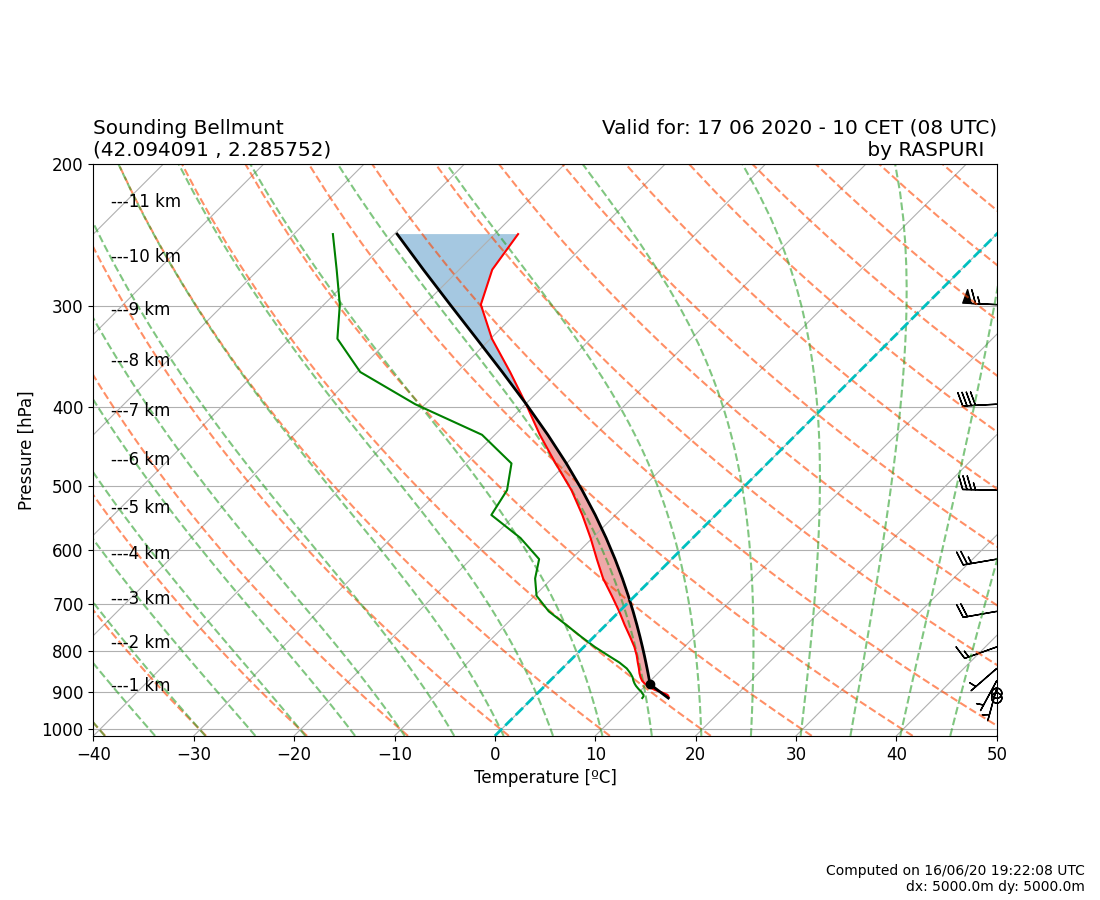 Sounding Bellmunt
(42.094091 , 2.285752)
Valid for: 17 06 2020 - 10 CET (08 UTC)
by RASPURI
200
---11 km
---10 km
300
---9 km
---8 km
400
---7 km
---6 km
500
---5 km
---4 km
600
---3 km
700
---2 km
800
---1 km
900
1000
Pressure [hPa]
−40 −30 −20 −10 0 10 20 30 40 50
Temperature [ºC]
Computed on 16/06/20 19:22:08 UTC
dx: 5000.0m dy: 5000.0m